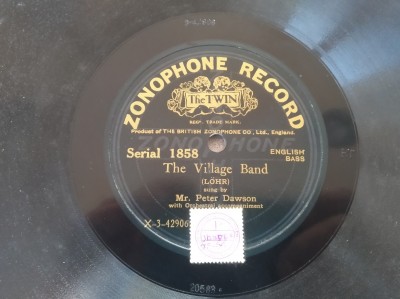 ZONOPHONE RECORD
The TWIN
REGD. TRADE MARK.
Product of THE BRITISH ZONOPHONE CO., Ltd., England.
Serial 1858
ENGLISH
BASS
The Village Band
(LÖHR)
sung by
Mr. Peter Dawson
with Orchestral accompaniment
X-3-42906